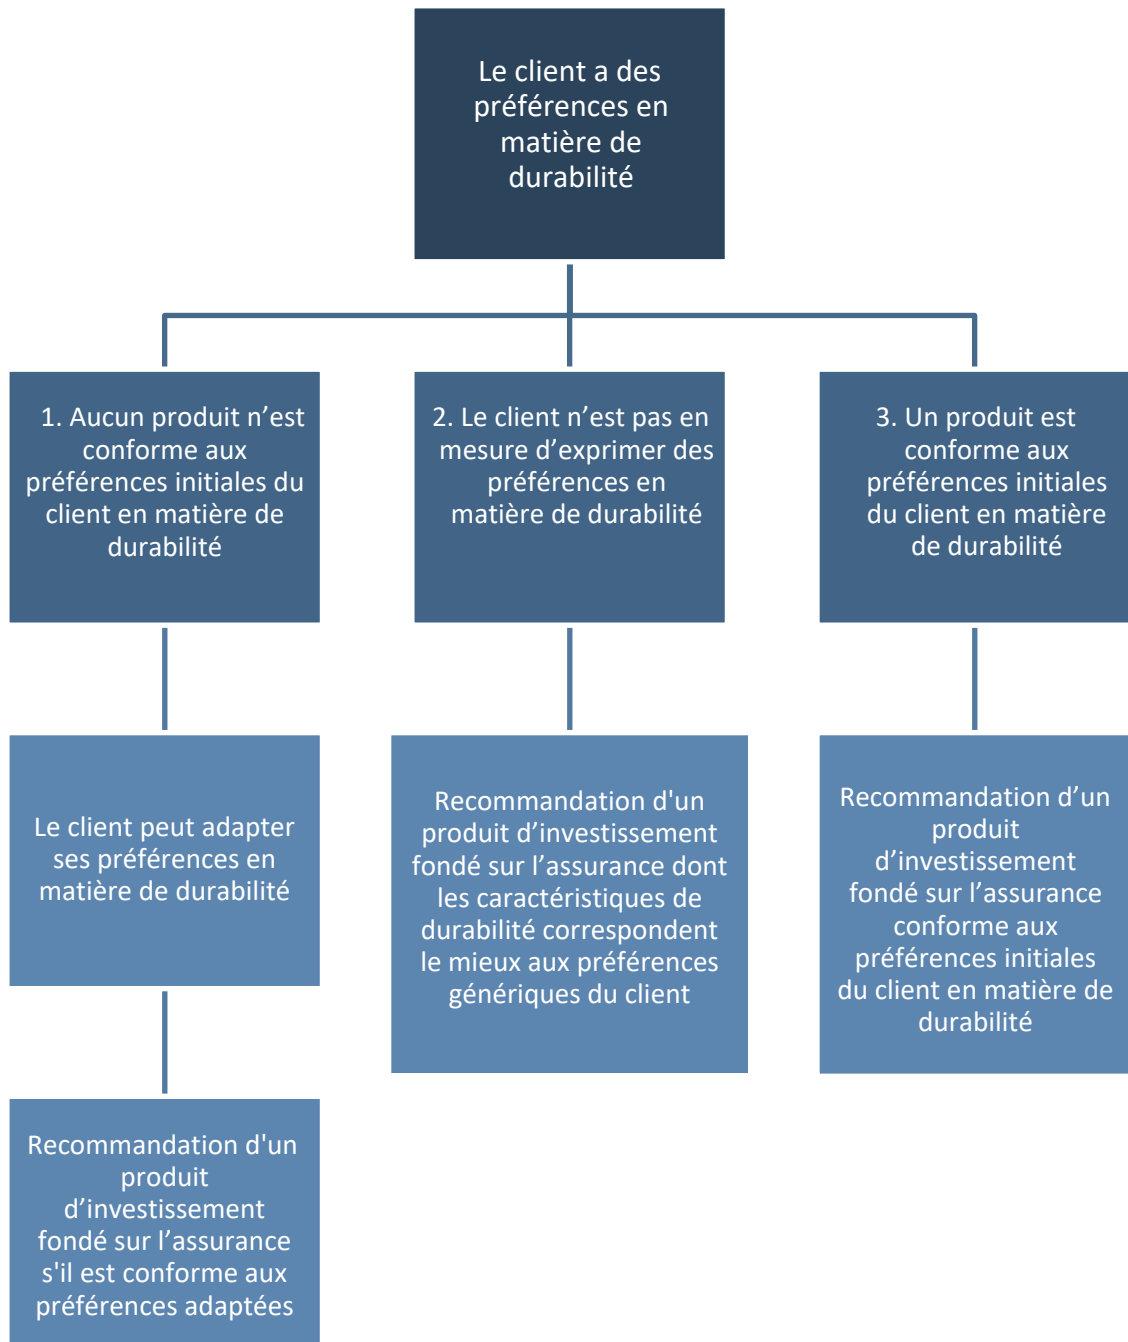 Le client a des
préférences en
matière de
durabilité
1. Aucun produit n’est
conforme aux
préférences initiales du
client en matière de
durabilité
2. Le client n’est pas en
mesure d’exprimer des
préférences en
matière de durabilité
3. Un produit est
conforme aux
préférences initiales
du client en matière
de durabilité
Le client peut adapter
ses préférences en
matière de durabilité
Recommandation d'un
produit d’investissement
fondé sur l’assurance dont
les caractéristiques de
durabilité correspondent
le mieux aux préférences
génériques du client
Recommandation d’un
produit
d’investissement
fondé sur l’assurance
conforme aux
préférences initiales
du client en matière de
durabilité
Recommandation d'un
produit
d’investissement
fondé sur l’assurance
s'il est conforme aux
préférences adaptées